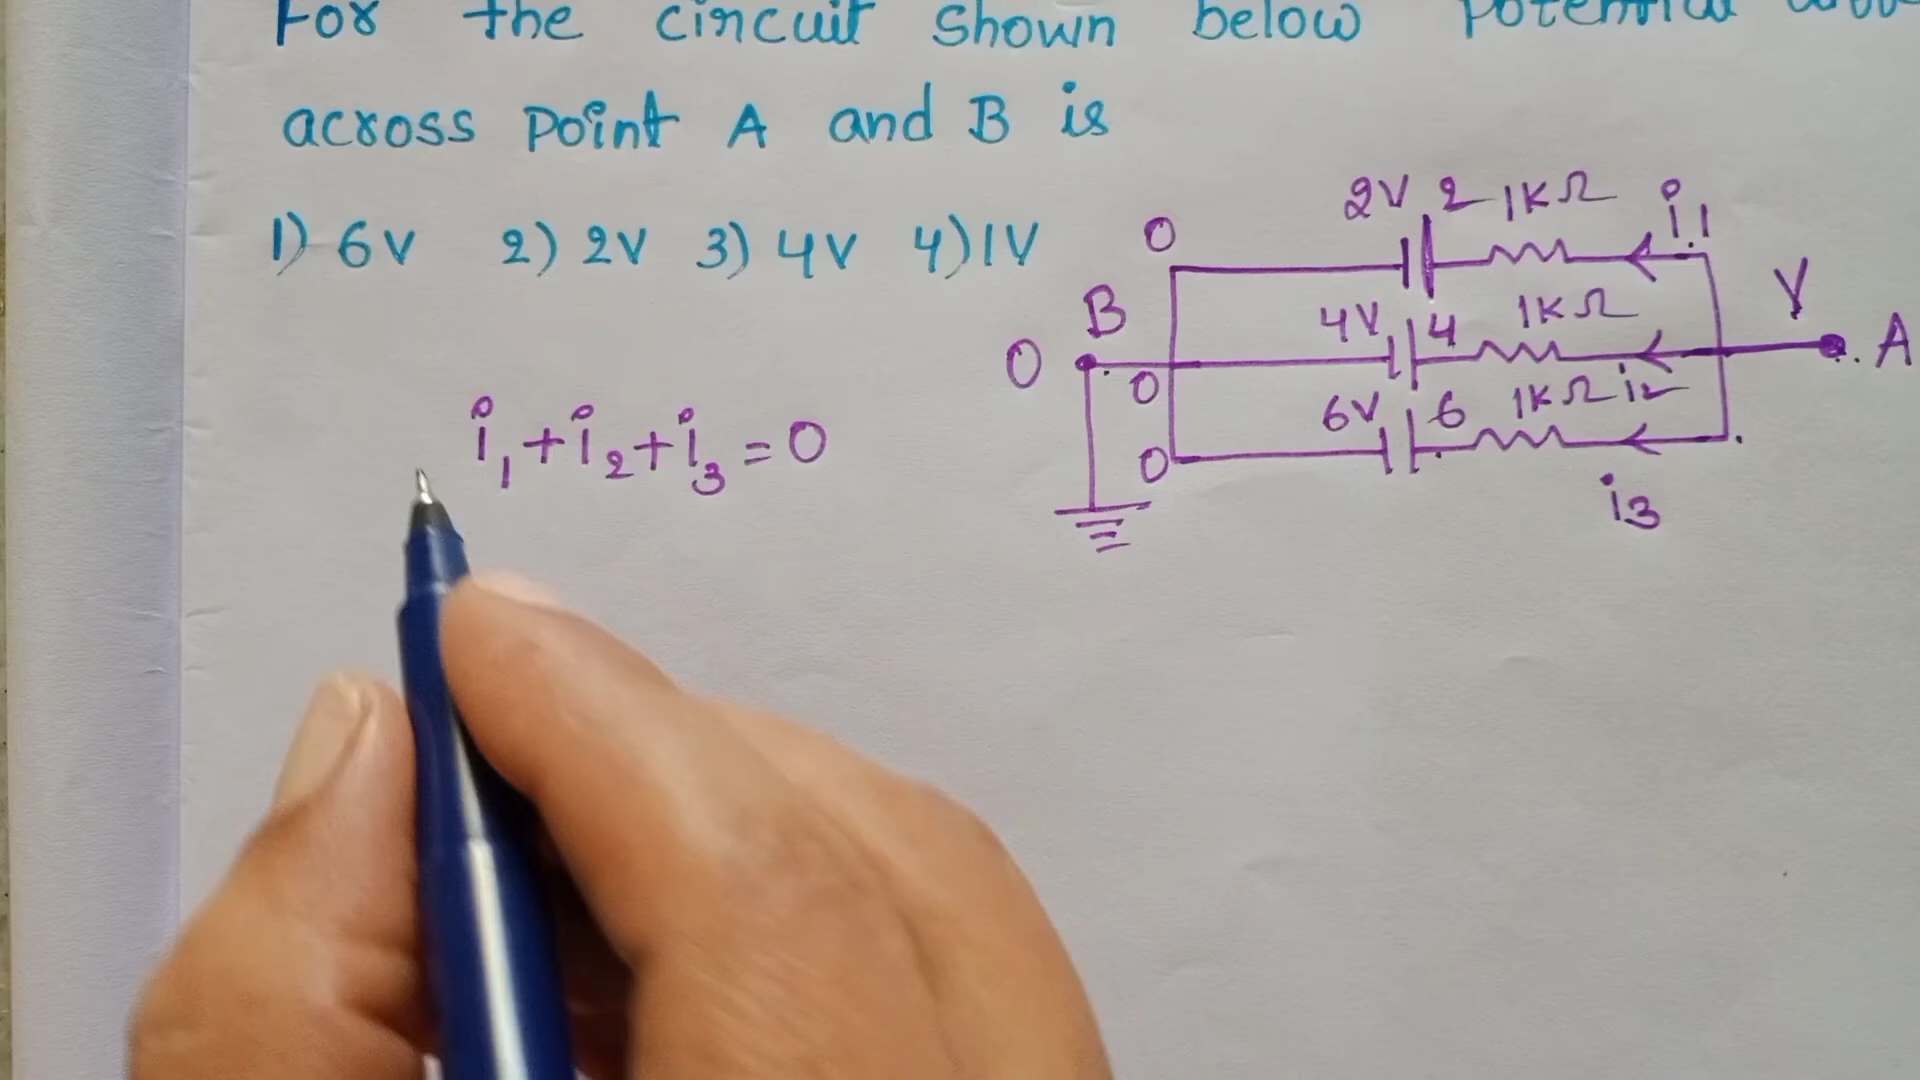 For the circuit shown below Potential
across point A and B is
1) 6V 2) 2V 3) 4V 4) 1V
2V 2 1KΩ i1
0
B 4V 4 1KΩ V
0 0 A
6V 6 1KΩ i2
0
i3
i1+i2+i3=0